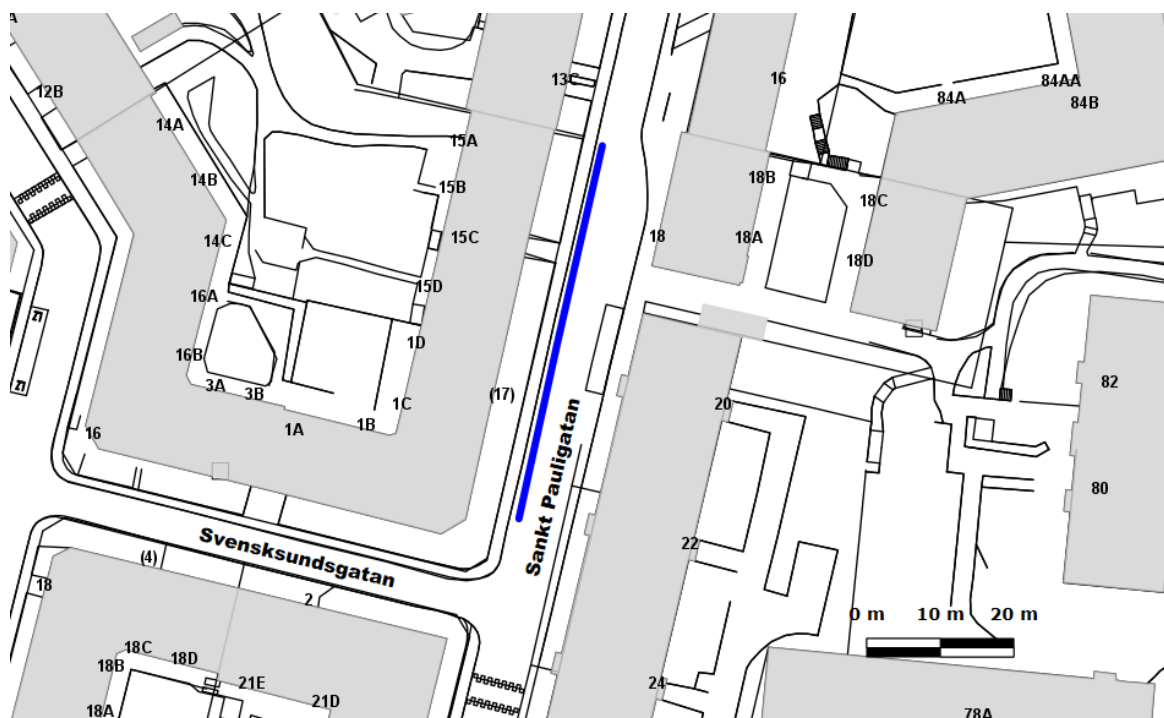 12B
13C
16
84A
84AA
84B
14A
15A
14B
15B
18B
18C
14C
15C
18
18A
18D
16A
15D
16B
1D
3A
3B
(17)
1C
20
82
16
1A
1B
Sankt Pauligatan
80
22
Svensksundsgatan
(4)
18
2
0 m 10 m 20 m
18C
18B
18D
21E
21D
18A
24
78A